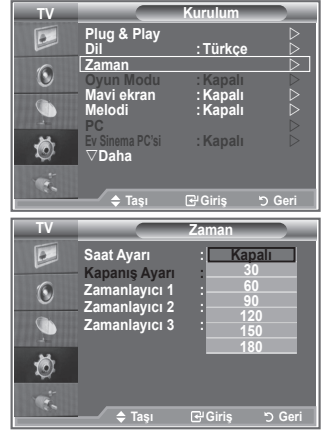 TV Kurulum
Plug & Play ▷
Dil : Türkçe ▷
Zaman ▷
Oyun Modu : Kapalı ▷
Mavi ekran : Kapalı ▷
Melodi : Kapalı ▷
PC ▷
Ev Sinema PC'si : Kapalı ▷
▽Daha
Taşı Giriş Geri
TV Zaman
Saat Ayarı : Kapalı
Kapanış Ayarı : 30
Zamanlayıcı 1 : 60
Zamanlayıcı 2 : 90
Zamanlayıcı 3 : 120
150
180
Taşı Giriş Geri